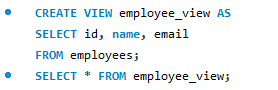 CREATE VIEW employee_view AS
SELECT id, name, email
FROM employees;
SELECT * FROM employee_view;